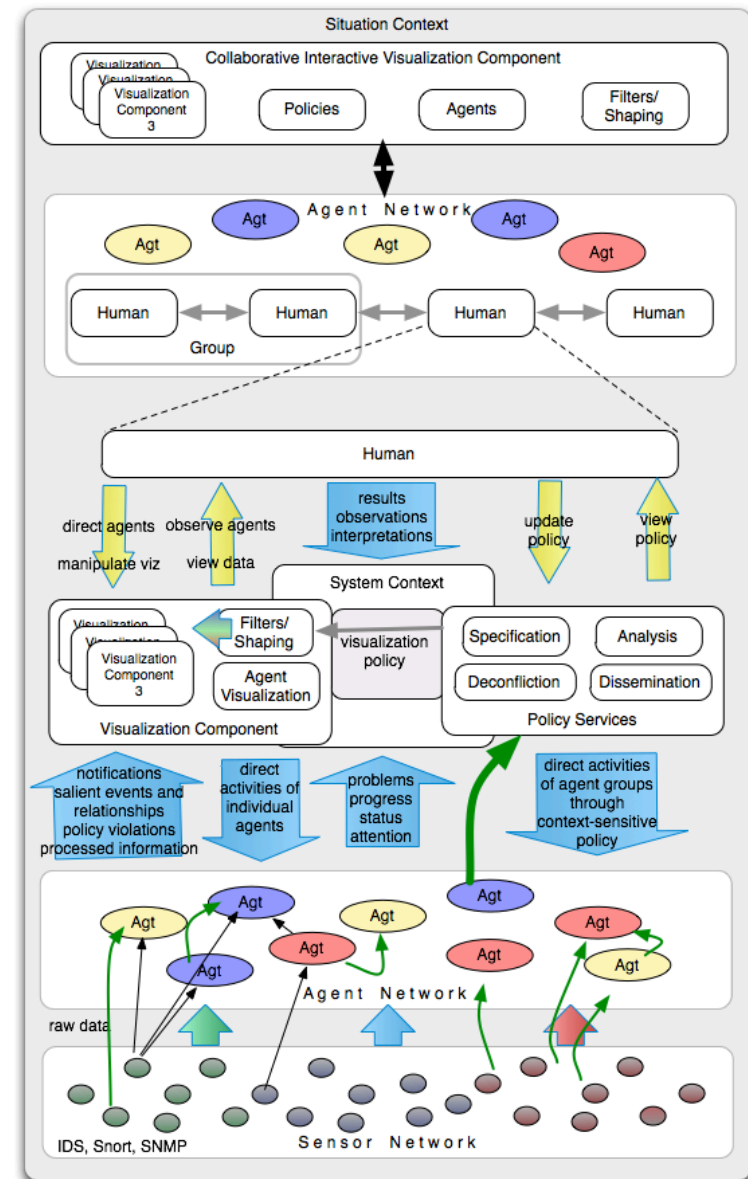 Situation Context
Collaborative Interactive Visualization Component
Visualization
Visualization
Visualization
Component
3
Policies
Agents
Filters/
Shaping
Agent Network
Agt
Agt
Agt
Agt
Agt
Human
Human
Human
Human
Group
Human
direct agents
manipulate viz
observe agents
view data
results
observations
interpretations
update
policy
view
policy
System Context
Visualization
Visualization
Visualization
Component
3
Filters/
Shaping
Agent
Visualization
Visualization Component
visualization
policy
Specification
Analysis
Deconfliction
Dissemination
Policy Services
notifications
salient events and
relationships
policy violations
processed information
direct
activities of
individual
agents
problems
progress
status
attention
direct activities
of agent groups
through
context-sensitive
policy
Agt
Agt
Agt
Agt
Agt
Agt
Agt
Agt
Agt
Agent Network
raw data
IDS, Snort, SNMP
Sensor Network